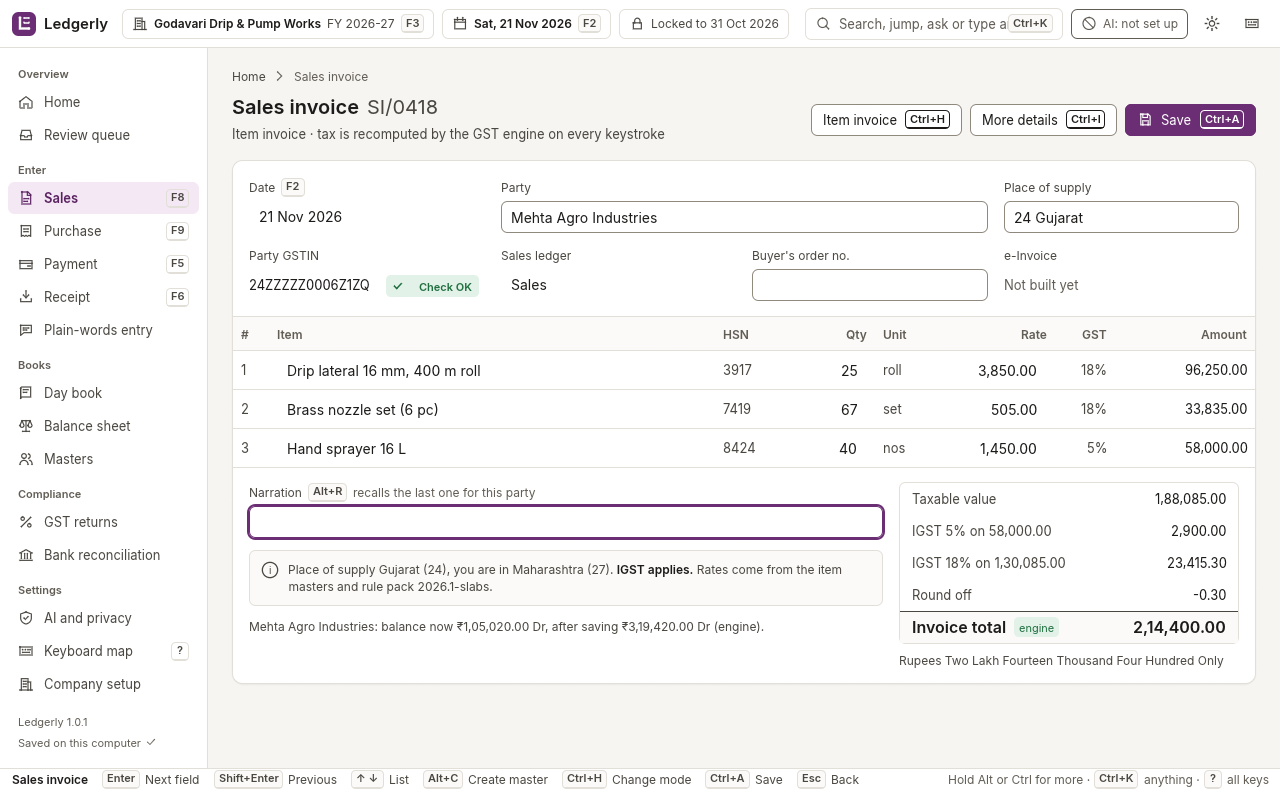 Ledgerly
Godavari Drip & Pump Works FY 2026-27 F3
Sat, 21 Nov 2026 F2
Locked to 31 Oct 2026
Search, jump, ask or type a Ctrl+K
AI: not set up
Overview
Home
Review queue
Enter
Sales F8
Purchase F9
Payment F5
Receipt F6
Plain-words entry
Books
Day book
Balance sheet
Masters
Compliance
GST returns
Bank reconciliation
Settings
AI and privacy
Keyboard map ?
Company setup
Ledgerly 1.0.1
Saved on this computer
Home > Sales invoice
Sales invoice SI/0418
Item invoice · tax is recomputed by the GST engine on every keystroke
Item invoice Ctrl+H
More details Ctrl+I
Save Ctrl+A
Date F2 Party Place of supply
21 Nov 2026 Mehta Agro Industries 24 Gujarat
Party GSTIN Sales ledger Buyer's order no. e-Invoice
24ZZZZZ0006Z1ZQ Check OK Sales Not built yet
# Item HSN Qty Unit Rate GST Amount
1 Drip lateral 16 mm, 400 m roll 3917 25 roll 3,850.00 18% 96,250.00
2 Brass nozzle set (6 pc) 7419 67 set 505.00 18% 33,835.00
3 Hand sprayer 16 L 8424 40 nos 1,450.00 5% 58,000.00
Narration Alt+R recalls the last one for this party
Place of supply Gujarat (24), you are in Maharashtra (27). IGST applies. Rates come from the item
masters and rule pack 2026.1-slabs.
Mehta Agro Industries: balance now ₹1,05,020.00 Dr, after saving ₹3,19,420.00 Dr (engine).
Taxable value 1,88,085.00
IGST 5% on 58,000.00 2,900.00
IGST 18% on 1,30,085.00 23,415.30
Round off -0.30
Invoice total engine 2,14,400.00
Rupees Two Lakh Fourteen Thousand Four Hundred Only
Sales invoice Enter Next field Shift+Enter Previous ↑ ↓ List Alt+C Create master Ctrl+H Change mode Ctrl+A Save Esc Back Hold Alt or Ctrl for more · Ctrl+K anything · ? all keys